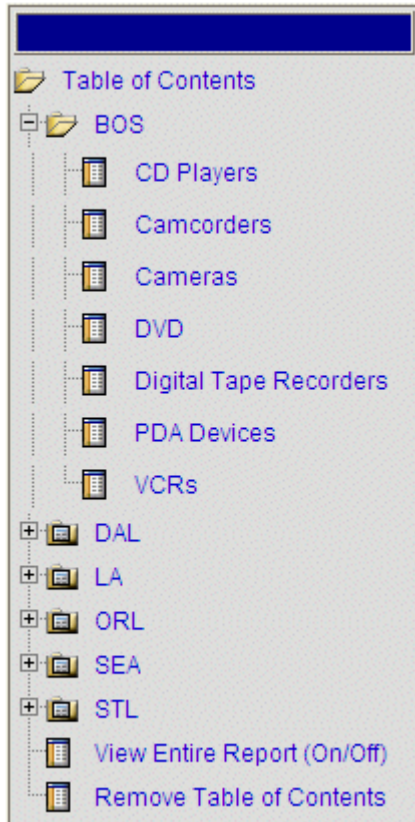 Table of Contents
BOS
CD Players
Camcorders
Cameras
DVD
Digital Tape Recorders
PDA Devices
VCRs
DAL
LA
ORL
SEA
STL
View Entire Report (On/Off)
Remove Table of Contents